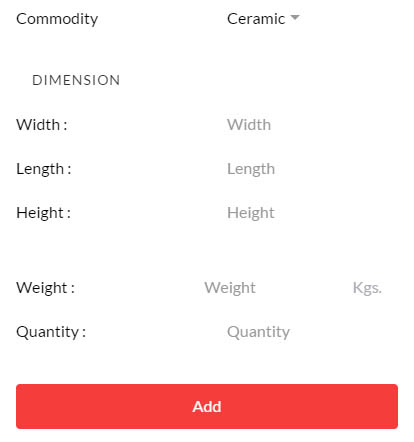 Commodity Ceramic
DIMENSION
Width : Width
Length : Length
Height : Height
Weight : Weight Kgs.
Quantity : Quantity
Add